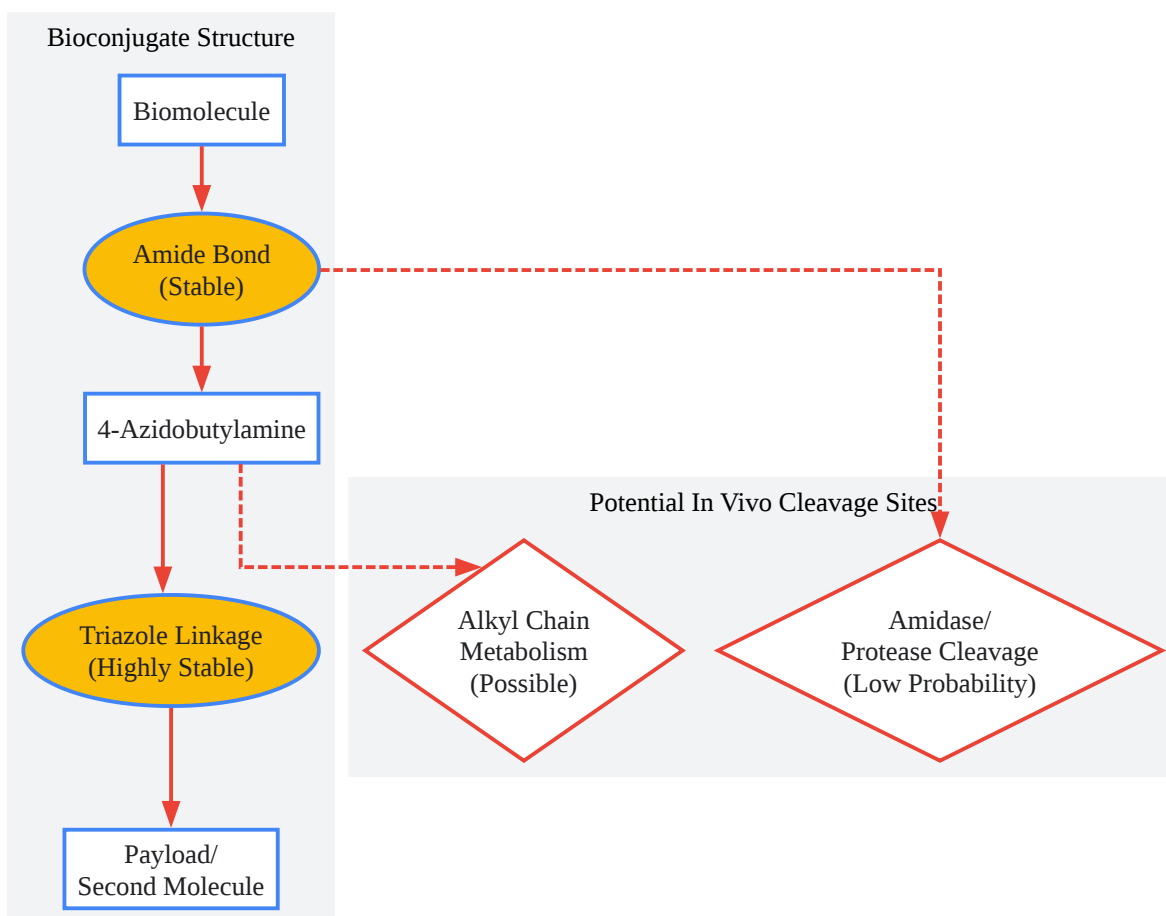 Bioconjugate Structure
Biomolecule
Amide Bond
(Stable)
4-Azidobutylamine
Triazole Linkage
(Highly Stable)
Payload/
Second Molecule
Potential In Vivo Cleavage Sites
Alkyl Chain
Metabolism
(Possible)
Amidase/
Protease Cleavage
(Low Probability)